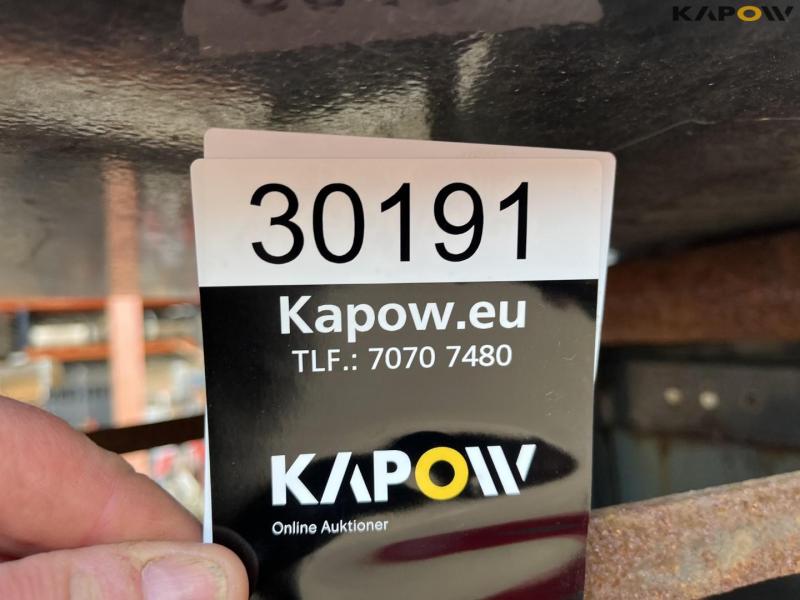 KAPOW
30191
Kapow.eu
TLF.: 7070 7480
KAPOW
Online Auktioner